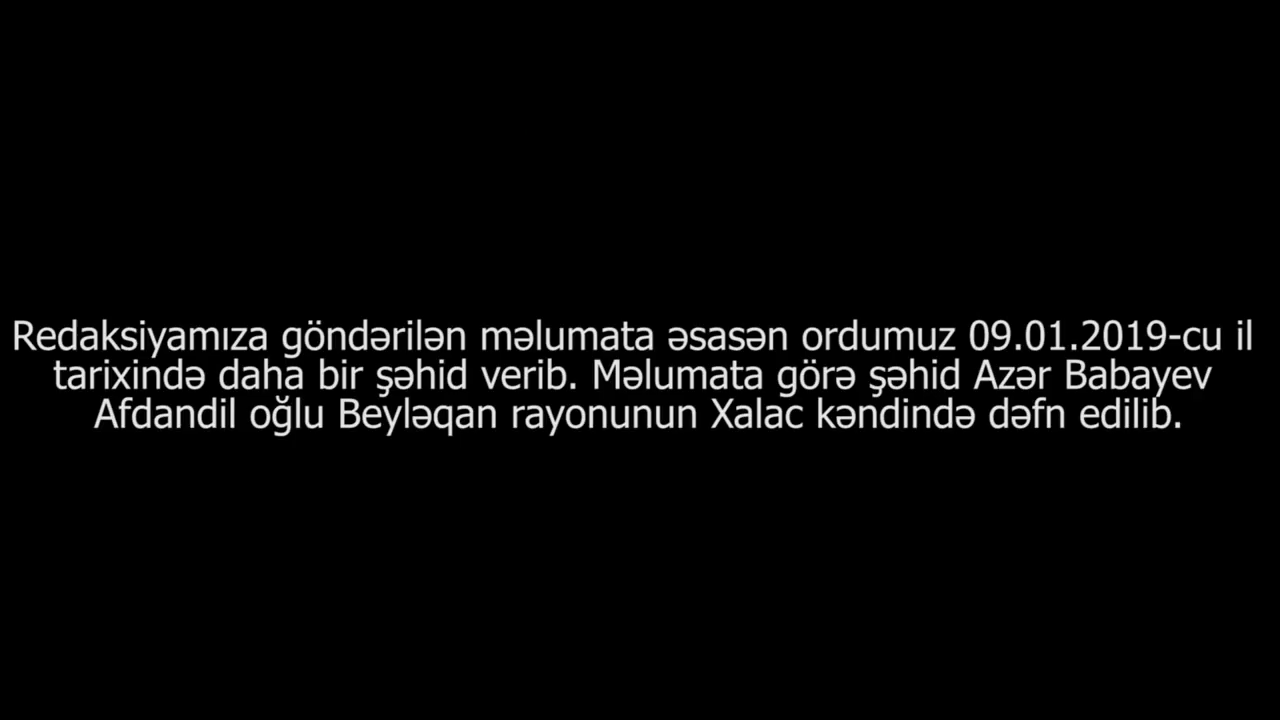 Redaksiyamıza göndərilən məlumata əsasən ordumuz 09.01.2019-cu il
tarixində daha bir şəhid verib. Məlumata görə şəhid Azər Babayev
Afdandil oğlu Beyləqan rayonunun Xalac kəndində dəfn edilib.